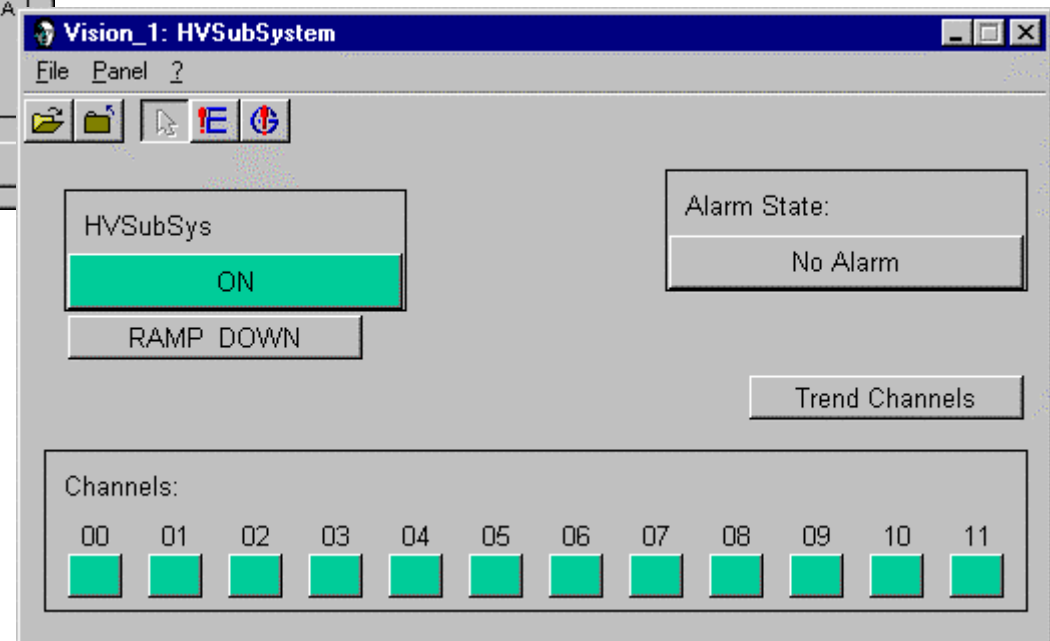 A
Vision_1: HVSubSystem
File Panel ?
HVSubSys
ON
RAMP DOWN
Alarm State:
No Alarm
Trend Channels
Channels:
00 01 02 03 04 05 06 07 08 09 10 11